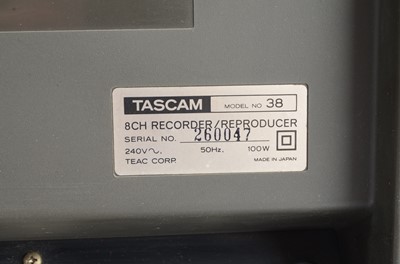 TASCAM MODEL NO 38
8CH RECORDER/REPRODUCER
SERIAL NO. 260047
240V~, 50Hz, 100W
TEAC CORP. MADE IN JAPAN